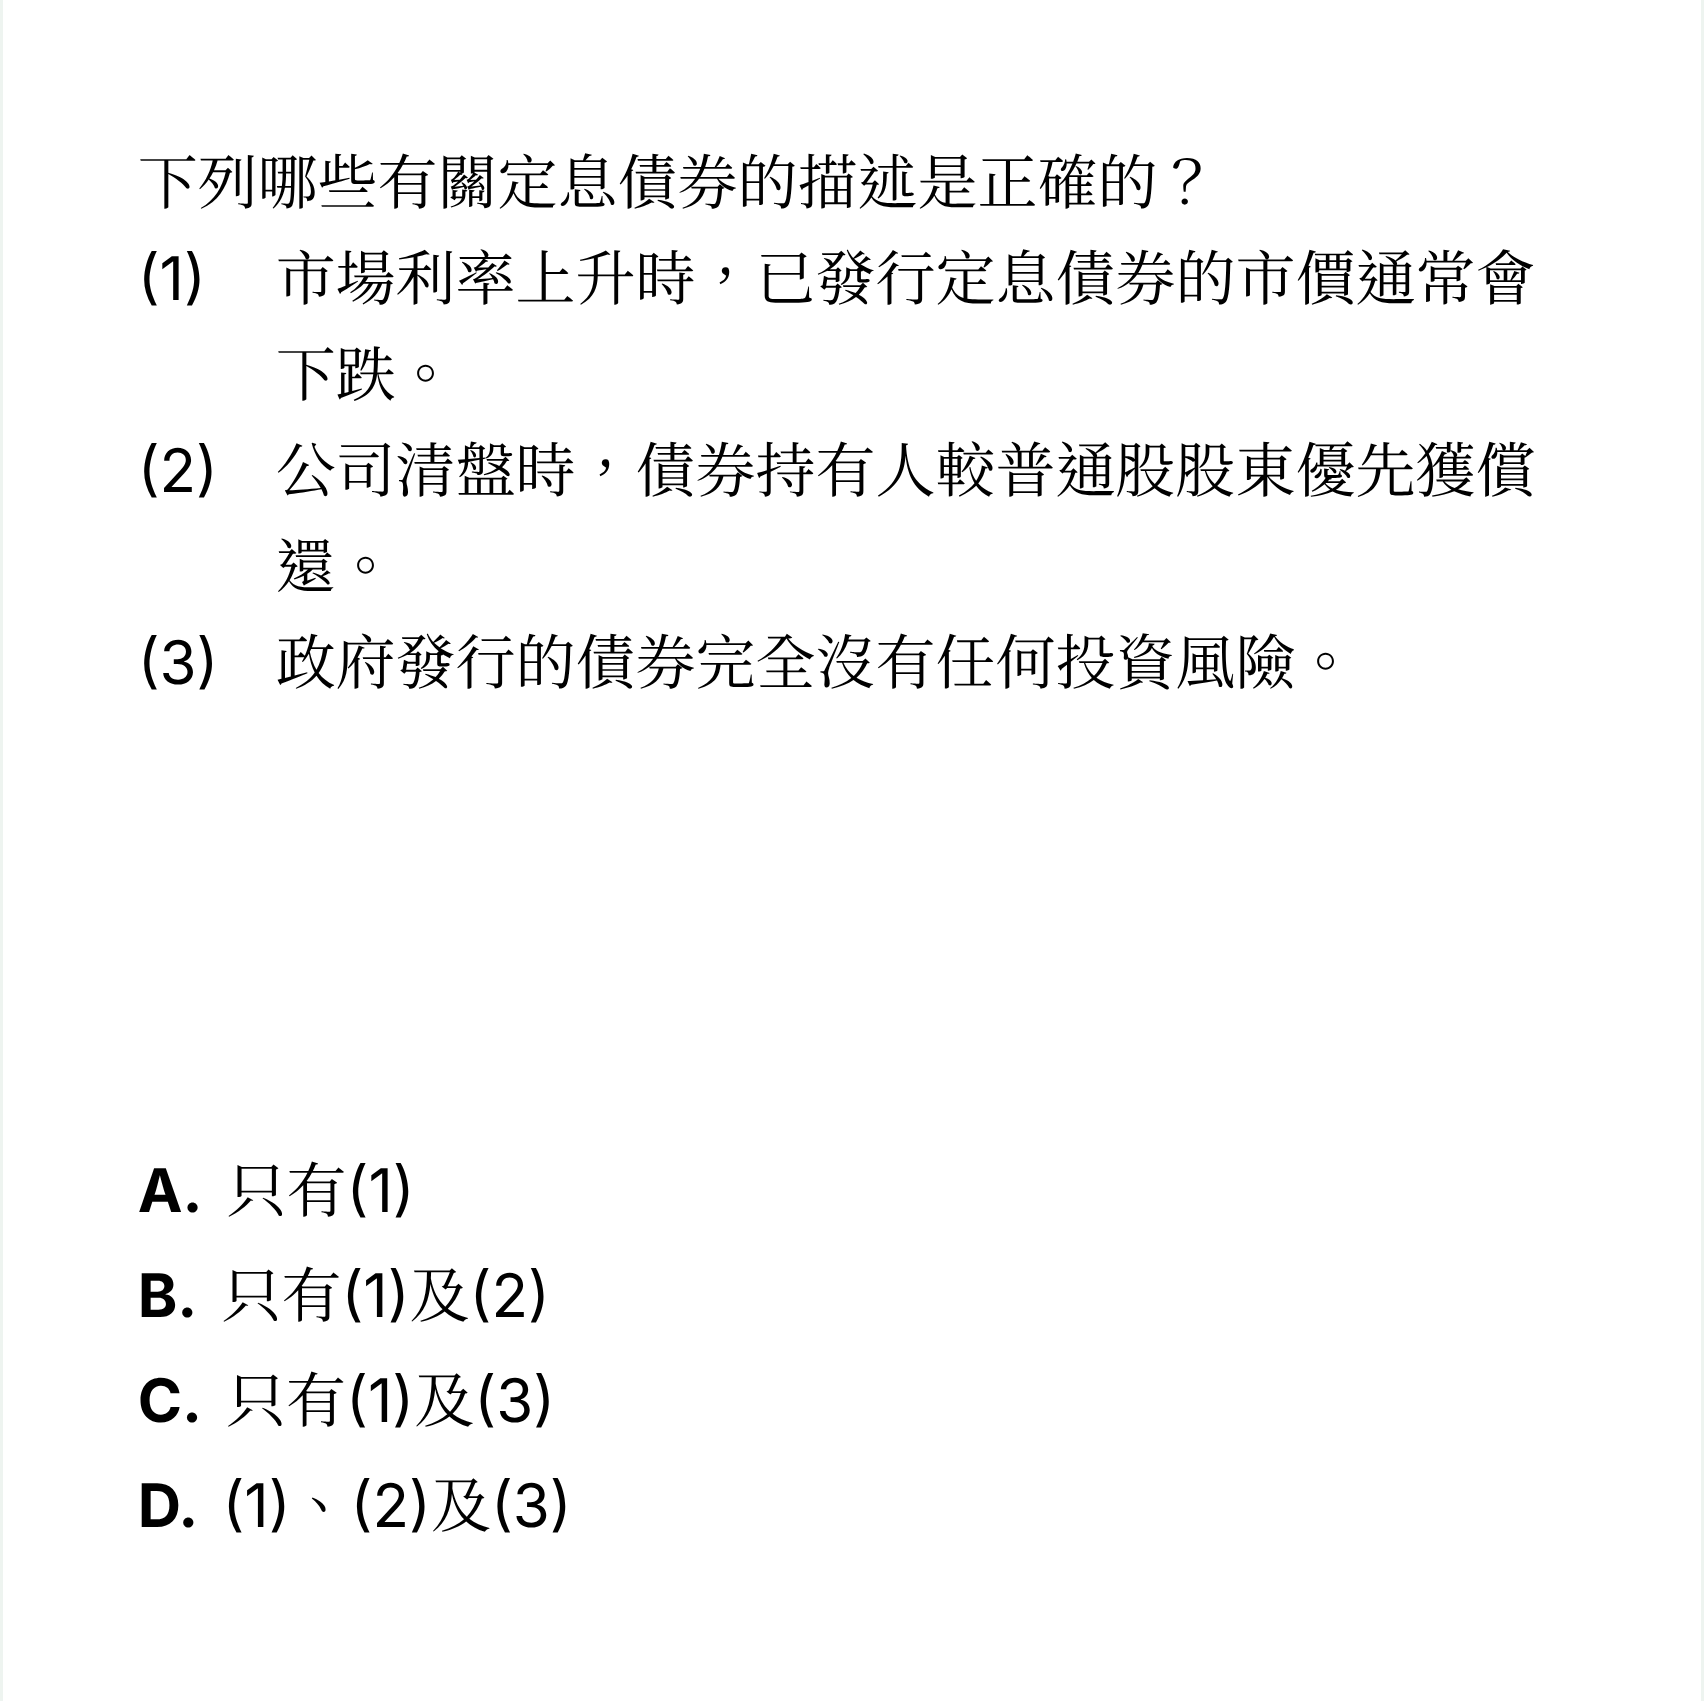 下列哪些有關定息債券的描述是正確的？
(1) 市場利率上升時，已發行定息債券的市價通常會
下跌。
(2) 公司清盤時，債券持有人較普通股股東優先獲償
還。
(3) 政府發行的債券完全沒有任何投資風險。
A. 只有(1)
B. 只有(1)及(2)
C. 只有(1)及(3)
D. (1)、(2)及(3)